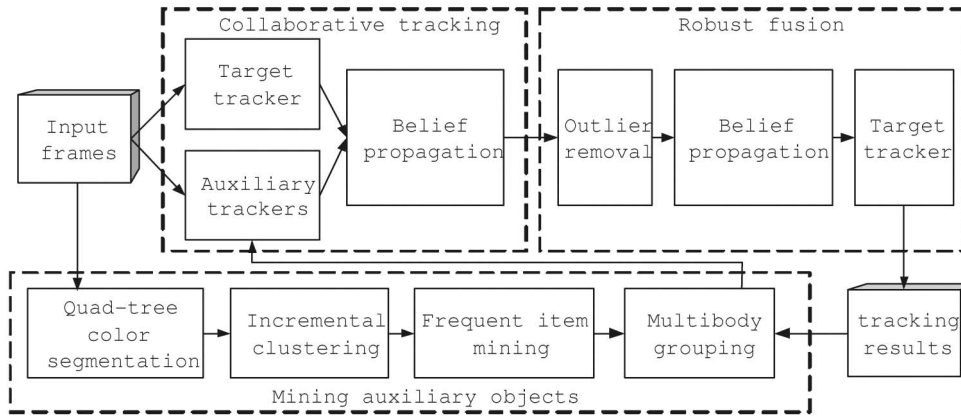 Collaborative tracking
Robust fusion
Input
frames
Target
tracker
Auxiliary
trackers
Belief
propagation
Outlier
removal
Belief
propagation
Target
tracker
Quad-tree
color
segmentation
Incremental
clustering
Frequent item
mining
Multibody
grouping
tracking
results
Mining auxiliary objects